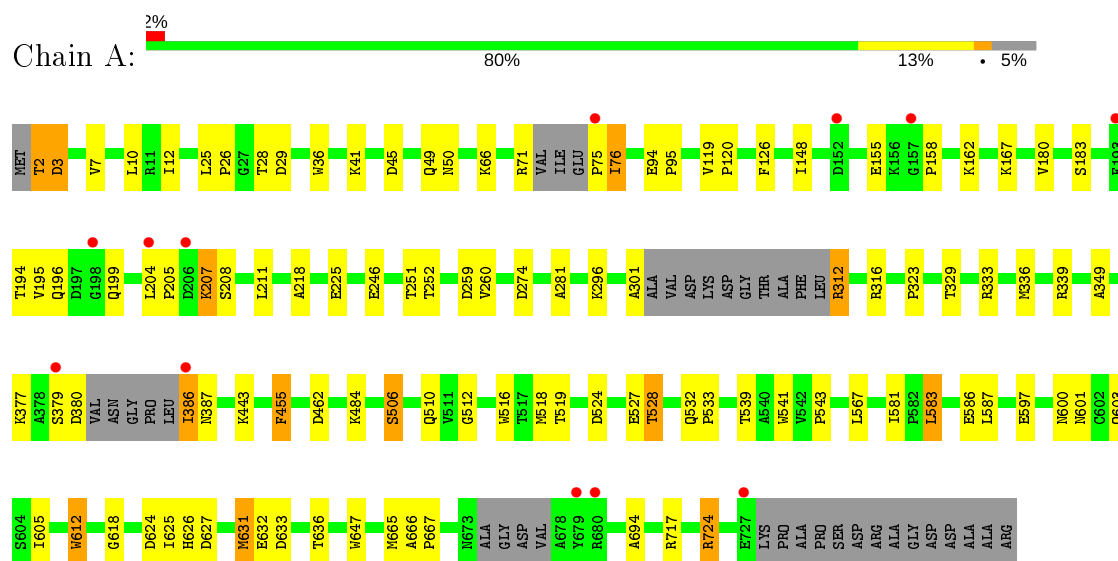 2%
Chain A:
80% 13% • 5%
MET T2 D3 V7 L10 R11 I12 L25 P26 G27 T28 D29 W36 K41 D45 Q49 N50 K66 R71 VAL ILE GLU P75 I76 E94 P95 V119 P120 F126 I148 D152 E155 K156 G157 P158 K162 K167 V180 S183 E193
T194 V195 Q196 D197 G198 Q199 L204 P205 D206 K207 S208 L211 A218 E225 E246 T251 T252 D259 V260 D274 A281 K296 A301 ALA VAL ASP LYS ASP GLY THR ALA PHE LEU R312 R316 P323 T329 R333 M336 R339 A349
K377 A378 S379 D380 VAL ASN GLY PRO LEU I386 N387 K443 F455 D462 K484 S506 Q510 V511 G512 W516 T517 M518 T519 D524 E527 T528 Q532 P533 T539 A540 W541 V542 P543 L567 I581 P582 L583 E586 L587 E597 N600 N601 C602 Q603
S604 I605 W612 G618 D624 I625 H626 D627 M631 E632 D633 T636 W647 M665 A666 P667 N673 ALA GLY ASP VAL A678 Y679 R680 A694 R717 R724 E727 LYS PRO ALA PRO SER ASP ARG ALA GLY ASP ASP ALA ALA ARG